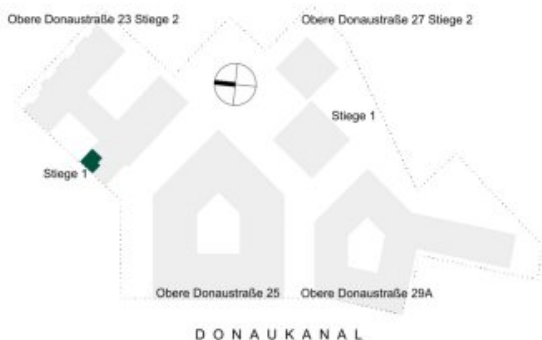 Obere Donaustraße 23 Stiege 2
Obere Donaustraße 27 Stiege 2
Stiege 1
Stiege 1
Obere Donaustraße 25
Obere Donaustraße 29A
DONAUKANAL